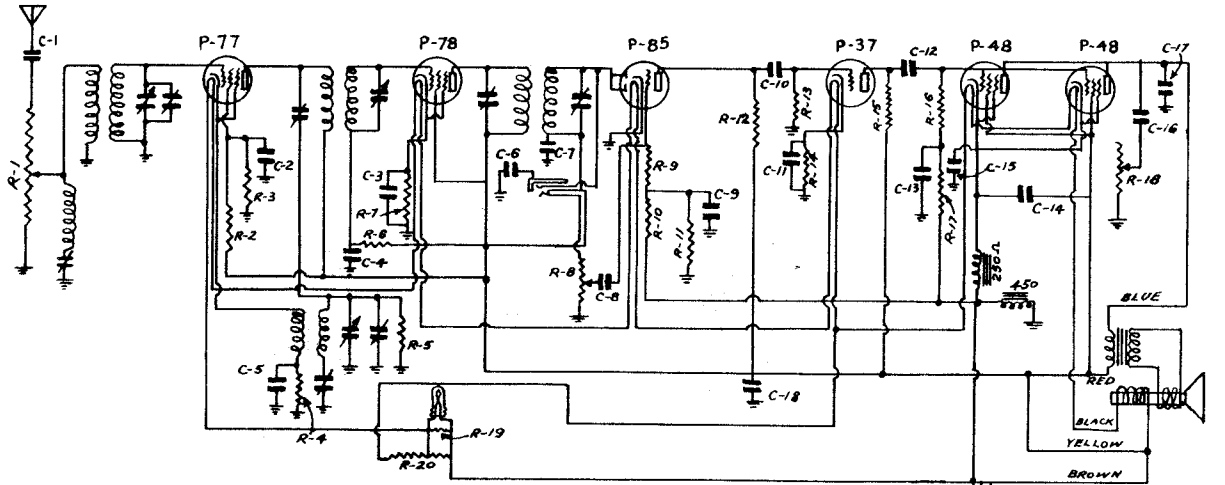 P-77
P-78
P-85
P-37
P-48
P-48
C-1
C-12
C-17
C-10
R-1
R-12
R-13
R-15
R-16
C-16
C-2
R-3
C-3
R-7
C-6
C-7
R-9
C-11
R-14
C-13
C-15
R-18
R-2
R-6
C-4
R-10
C-9
R-11
R-17
C-14
R-8
C-8
250Ω
450
BLUE
R-5
C-5
C-18
RED
R-4
R-19
BLACK
R-20
YELLOW
BROWN